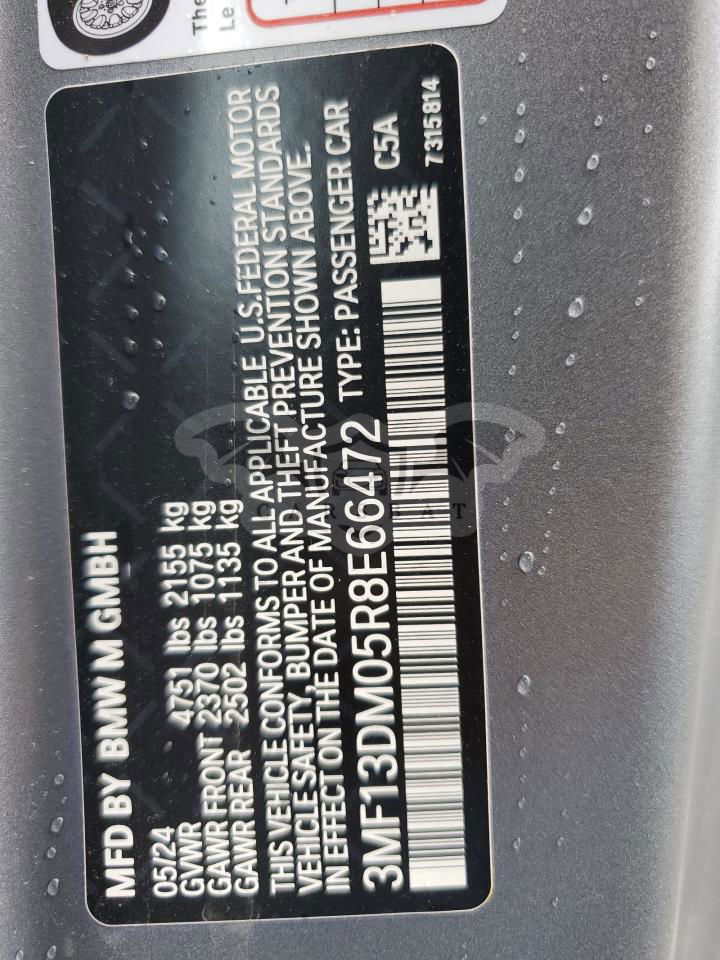 The
Le
MFD BY BMW M GMBH
05/24
GVWR 4751 lbs 2155 kg
GAWR FRONT 2370 lbs 1075 kg
GAWR REAR 2502 lbs 1135 kg
THIS VEHICLE CONFORMS TO ALL APPLICABLE U.S.FEDERAL MOTOR
VEHICLE SAFETY, BUMPER AND THEFT PREVENTION STANDARDS
IN EFFECT ON THE DATE OF MANUFACTURE SHOWN ABOVE.
3MF13DM05R8E66472 TYPE: PASSENGER CAR
C5A
7315814